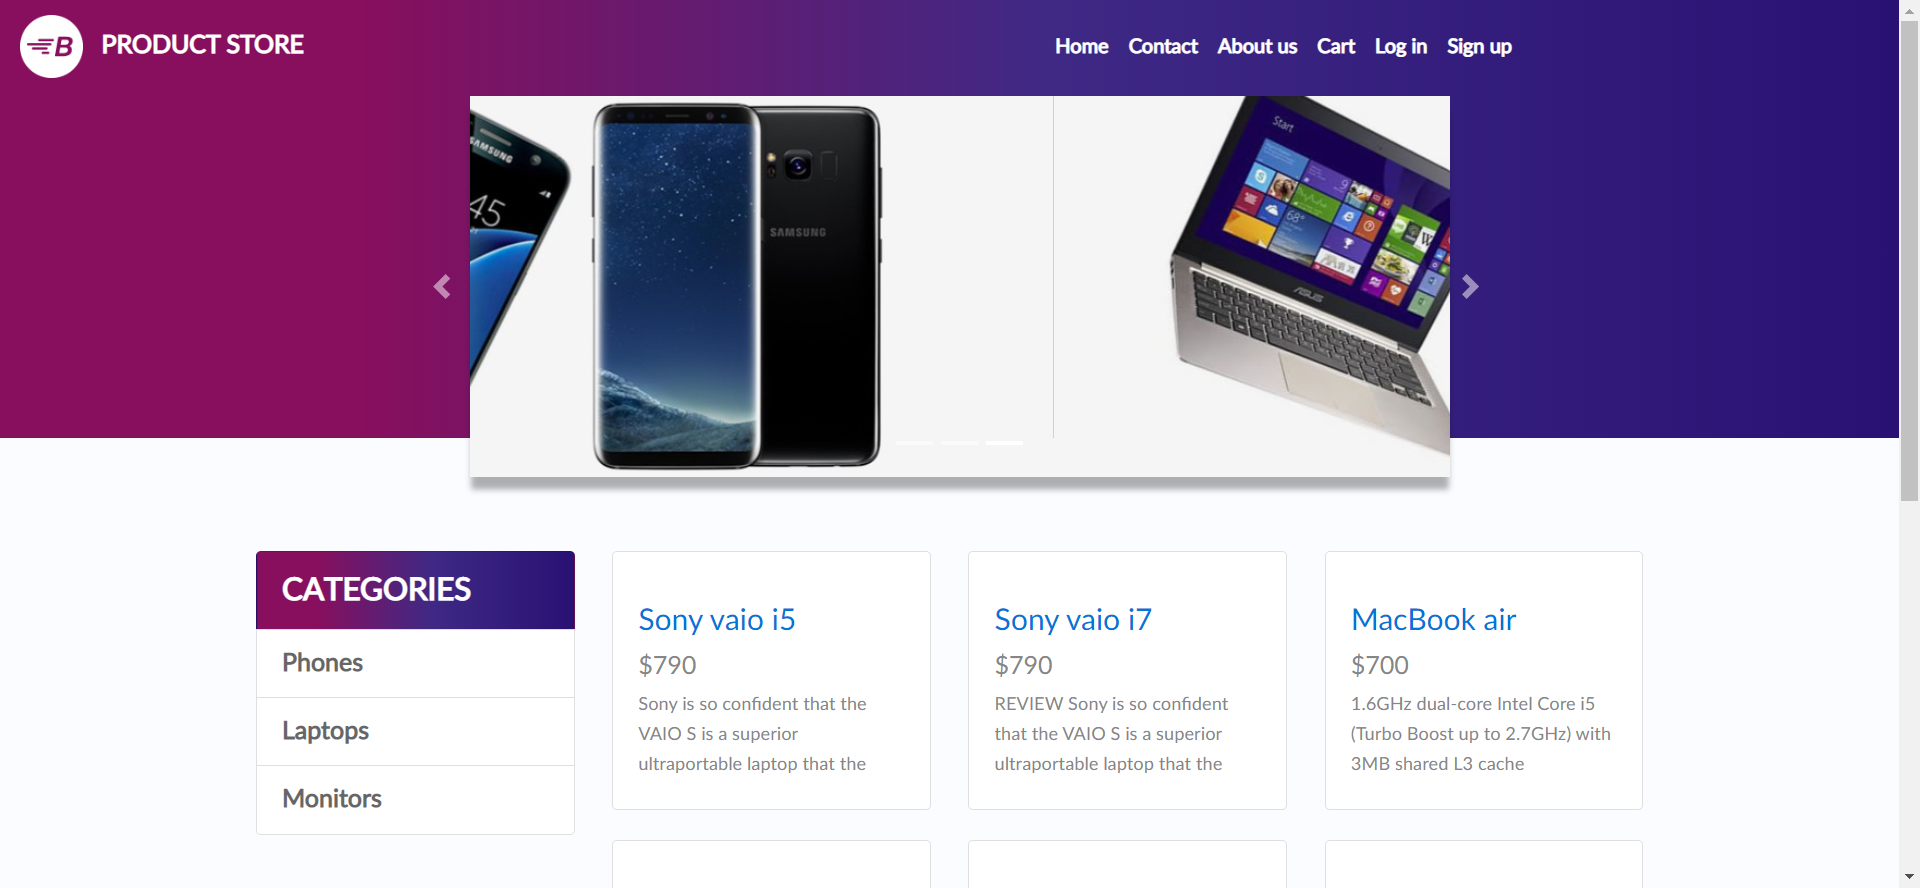 B PRODUCT STORE
Home Contact About us Cart Log in Sign up
SAMSUNG
45
SAMSUNG
Start
68°
ASUS
CATEGORIES
Phones
Laptops
Monitors
Sony vaio i5
$790
Sony is so confident that the
VAIO S is a superior
ultraportable laptop that the
Sony vaio i7
$790
REVIEW Sony is so confident
that the VAIO S is a superior
ultraportable laptop that the
MacBook air
$700
1.6GHz dual-core Intel Core i5
(Turbo Boost up to 2.7GHz) with
3MB shared L3 cache